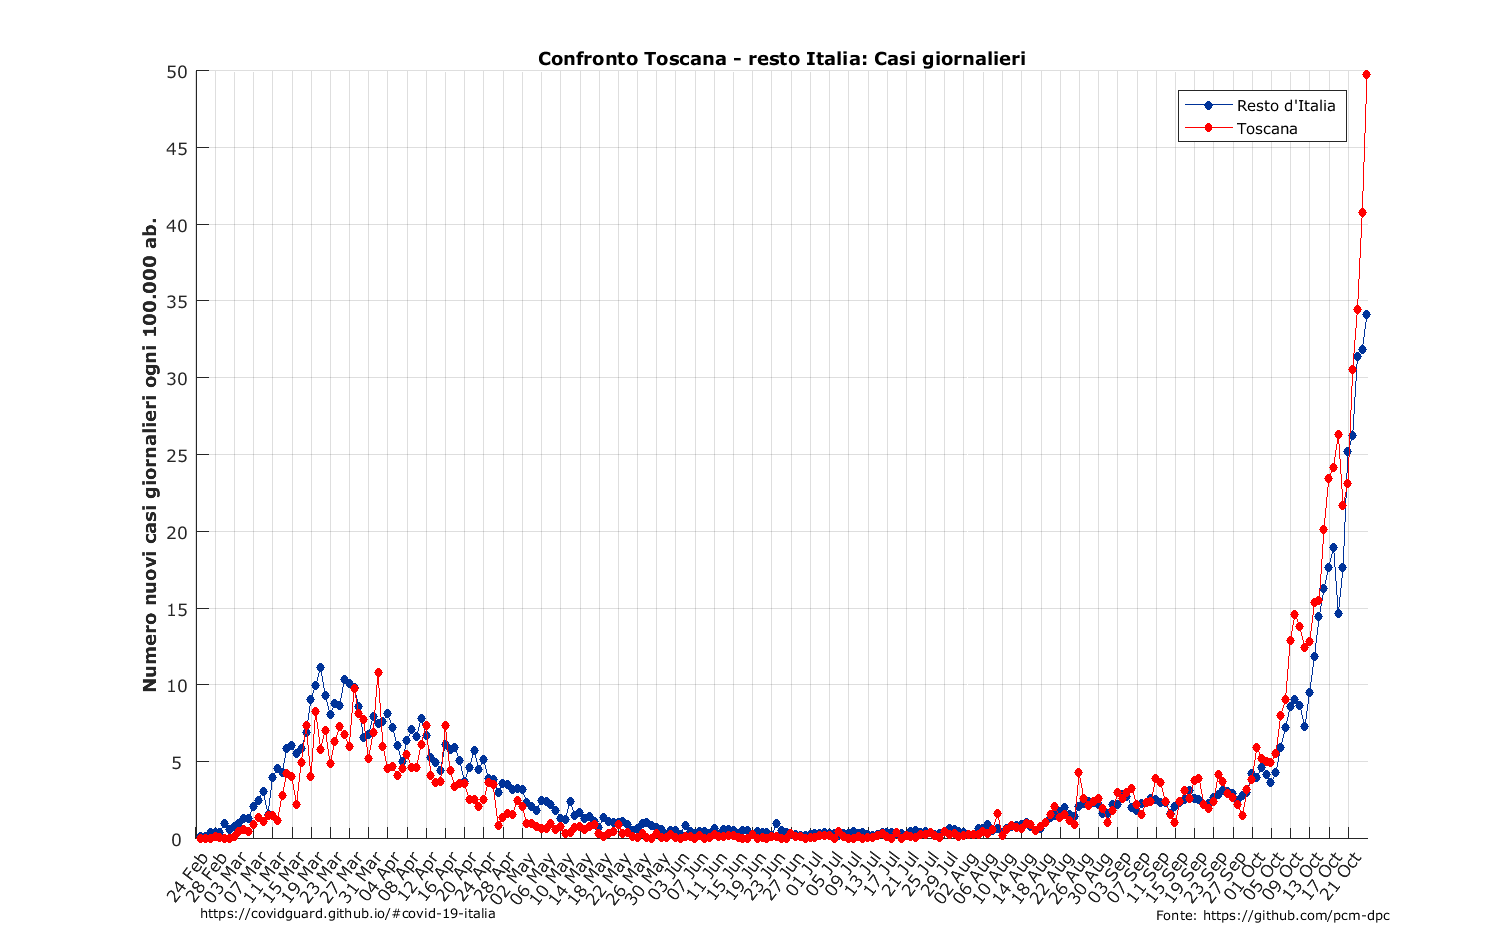 Confronto Toscana - resto Italia: Casi giornalieri
Resto d'Italia
Toscana
Numero nuovi casi giornalieri ogni 100.000 ab.
50
45
40
35
30
25
20
15
10
5
0
24 Feb
28 Feb
03 Mar
07 Mar
11 Mar
15 Mar
19 Mar
23 Mar
27 Mar
31 Mar
04 Apr
08 Apr
12 Apr
16 Apr
20 Apr
24 Apr
28 Apr
02 May
06 May
10 May
14 May
18 May
22 May
26 May
30 May
03 Jun
07 Jun
11 Jun
15 Jun
19 Jun
23 Jun
27 Jun
01 Jul
05 Jul
09 Jul
13 Jul
17 Jul
21 Jul
25 Jul
29 Jul
02 Aug
06 Aug
10 Aug
14 Aug
18 Aug
22 Aug
26 Aug
30 Aug
03 Sep
07 Sep
11 Sep
15 Sep
19 Sep
23 Sep
27 Sep
01 Oct
05 Oct
09 Oct
13 Oct
17 Oct
21 Oct
https://covidguard.github.io/#covid-19-italia
Fonte: https://github.com/pcm-dpc